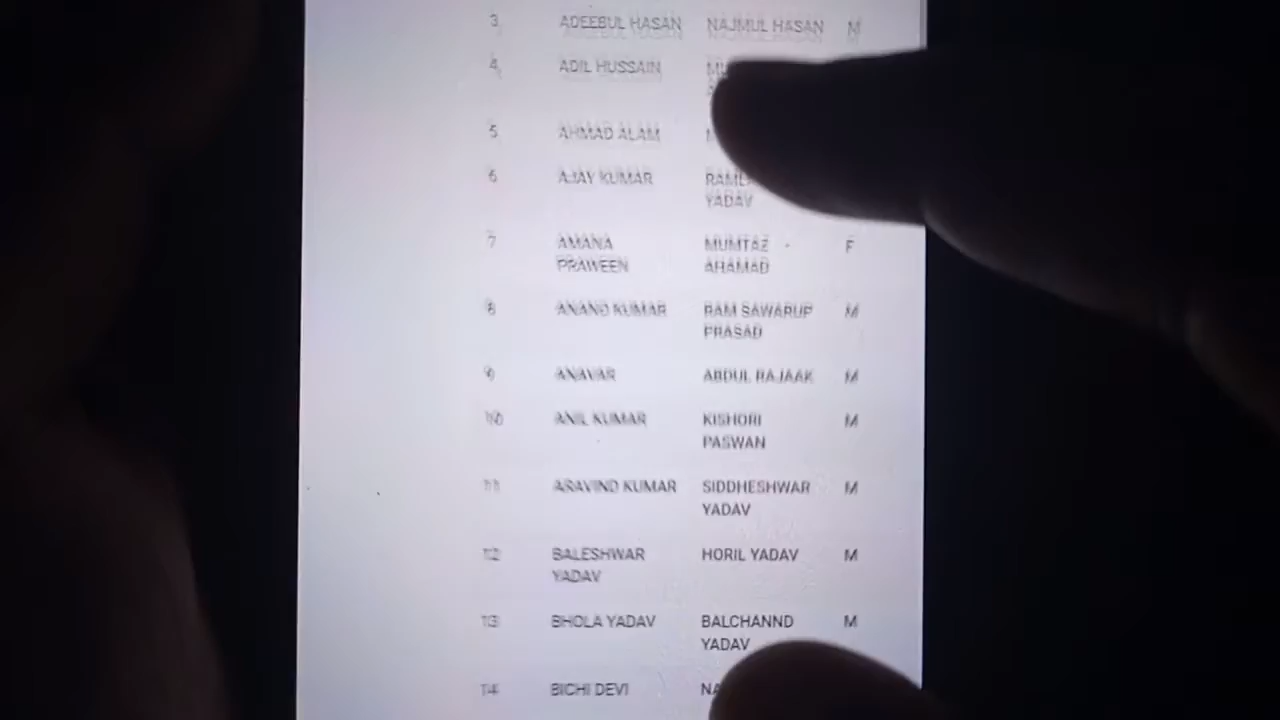 3 ADEEBUL HASAN NAJMUL HASAN M
4 ADIL HUSSAIN
5 AHMAD ALAM
6 AJAY KUMAR
YADAV
7 AMANA MUMTAZ - F
PRAWEEN AHAMAD
8 ANAND KUMAR RAM SAWARUP M
PRASAD
9 ANAVAR ABDUL RAJAAK M
10 ANIL KUMAR KISHORI M
PASWAN
11 ARAVIND KUMAR SIDDHESHWAR M
YADAV
12 BALESHWAR HORIL YADAV M
YADAV
13 BHOLA YADAV BALCHANND M
YADAV
14 BICHI DEVI